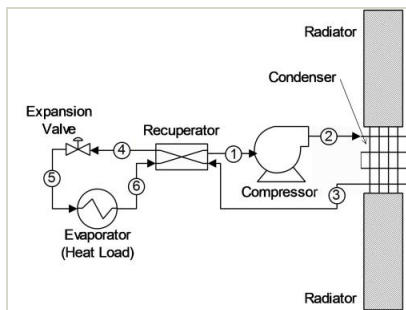 Radiator
Condenser
Expansion
Valve
Recuperator
4
1
2
5
6
3
Compressor
Evaporator
(Heat Load)
Radiator